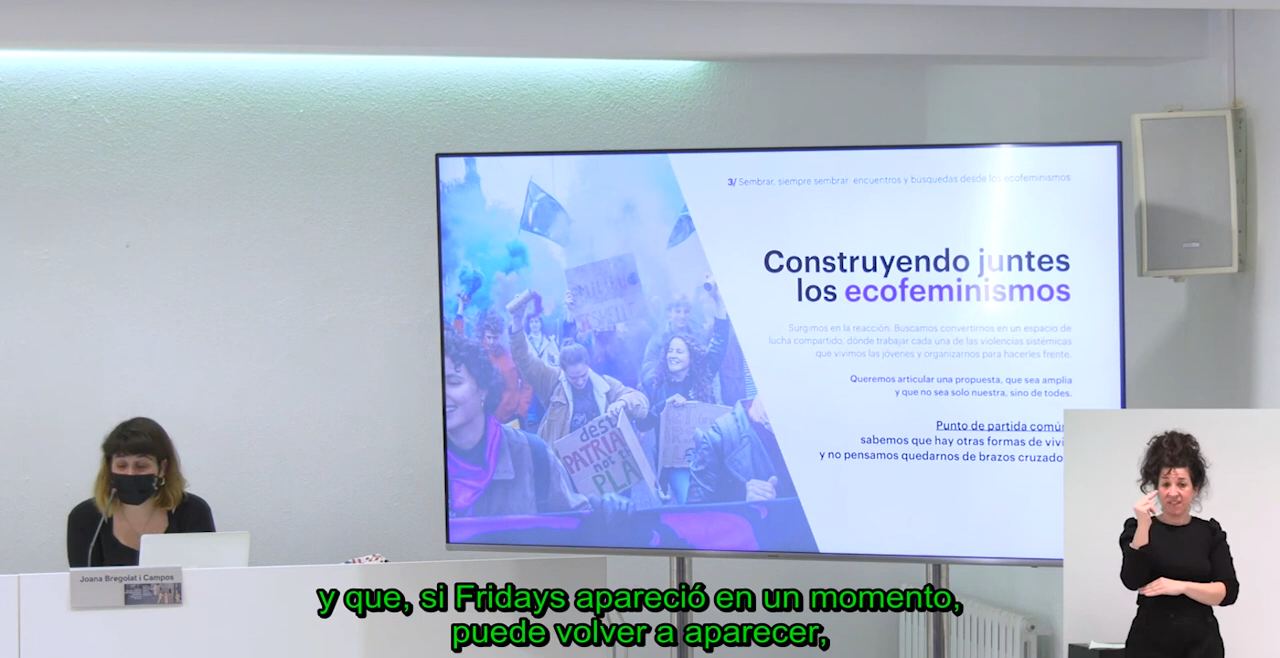 3/ Sembrar, siempre sembrar: encuentros y búsquedas desde los ecofeminismos
Construyendo juntes
los ecofeminismos
Surgimos en la reacción. Buscamos convertirnos en un espacio de
lucha compartido, dónde trabajar cada una de las violencias sistémicas
que vivimos las jóvenes y organizarnos para hacerles frente.
Queremos articular una propuesta, que sea amplia
y que no sea solo nuestra, sino de todes.
Punto de partida comú
sabemos que hay otras formas de vivi
y no pensamos quedarnos de brazos cruzado
destr
PATRIA
not t
PLA
Joana Bregolat i Campos
y que, si Fridays apareció en un momento,
puede volver a aparecer,